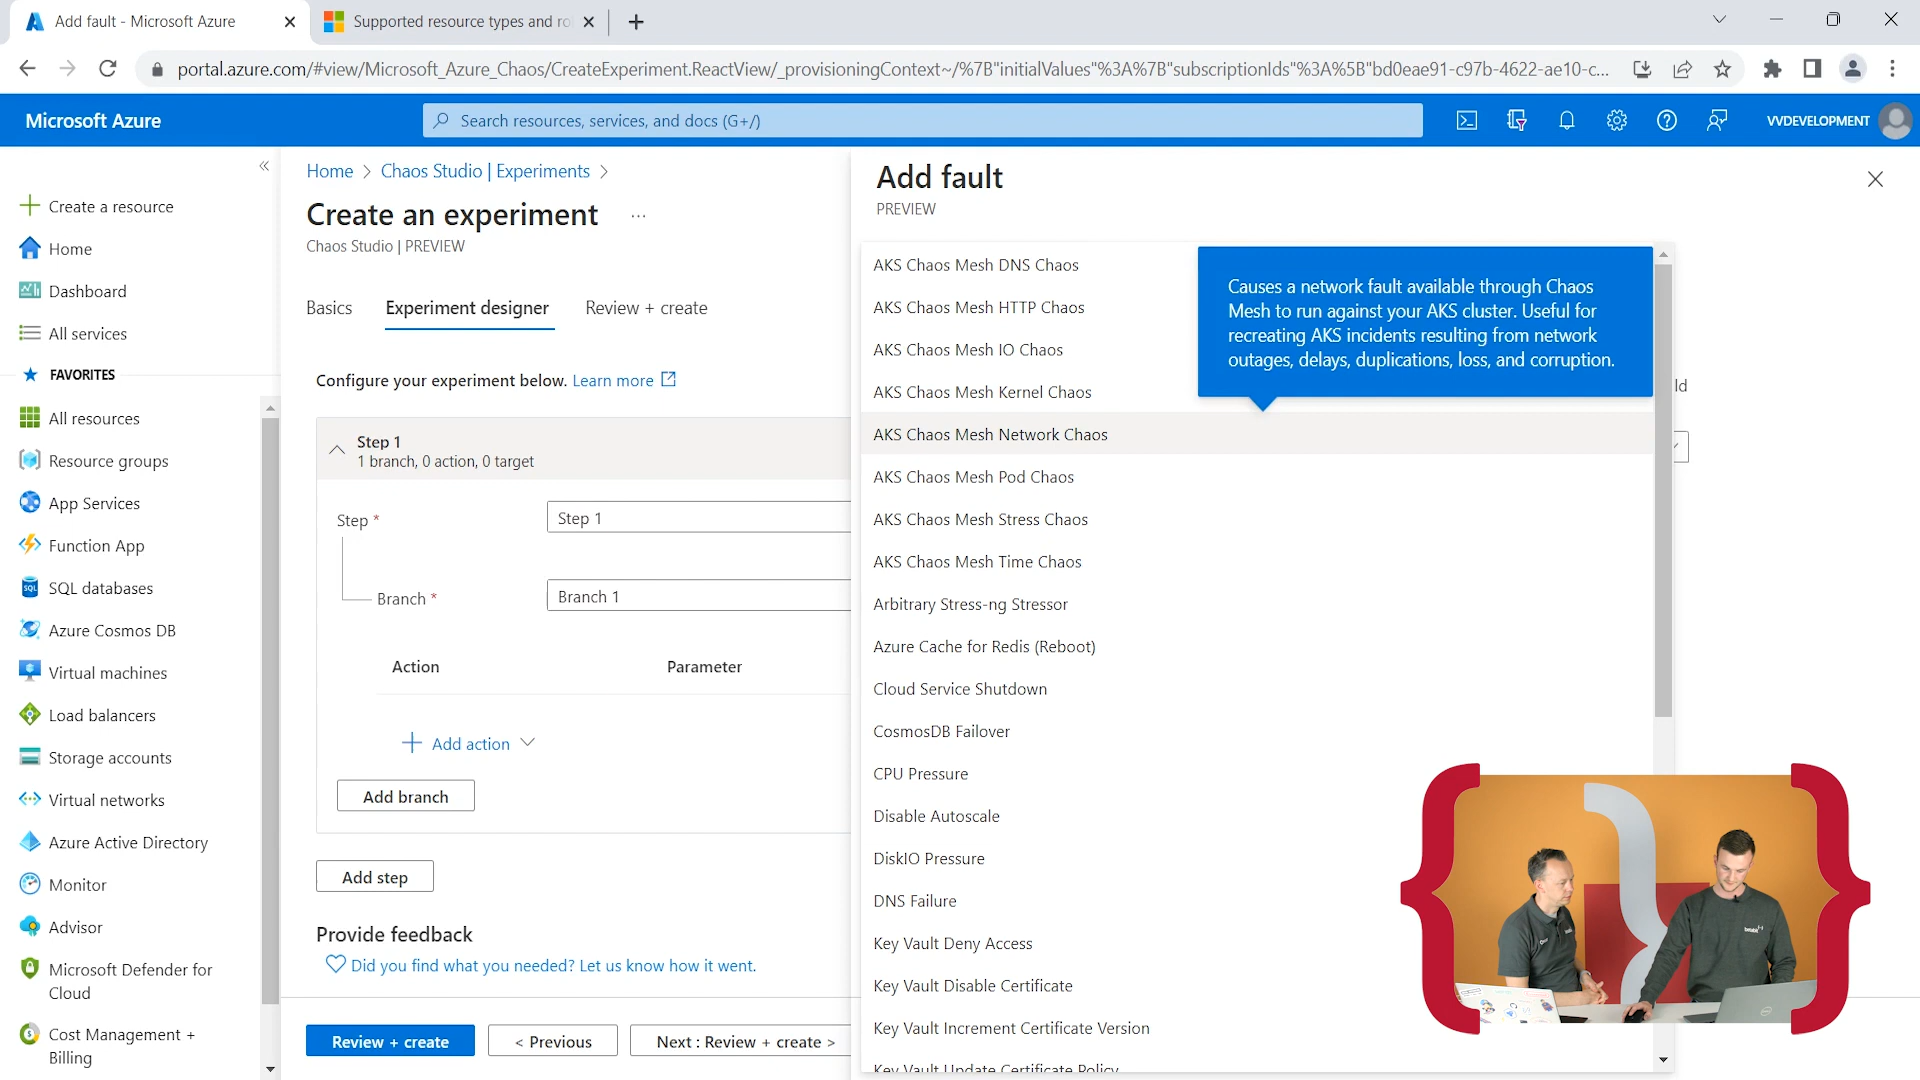 Add fault - Microsoft Azure
Supported resource types and ro
portal.azure.com/#view/Microsoft_Azure_Chaos/CreateExperiment.ReactView/_provisioningContext~/%7B"initialValues"%3A%7B"subscriptionIds"%3A%5B"bd0eae91-c97b-4622-ae10-c...
Microsoft Azure
Search resources, services, and docs (G+/)
VVDEVELOPMENT
Create a resource
Home
Dashboard
All services
FAVORITES
All resources
Resource groups
App Services
Function App
SQL databases
Azure Cosmos DB
Virtual machines
Load balancers
Storage accounts
Virtual networks
Azure Active Directory
Monitor
Advisor
Microsoft Defender for
Cloud
Cost Management +
Billing
Home > Chaos Studio | Experiments >
Create an experiment ...
Chaos Studio | PREVIEW
Basics
Experiment designer
Review + create
Configure your experiment below. Learn more
Step 1
1 branch, 0 action, 0 target
Step *
Step 1
Branch *
Branch 1
Action
Parameter
Add action
Add branch
Add step
Provide feedback
Did you find what you needed? Let us know how it went.
Review + create
< Previous
Next : Review + create >
Add fault
PREVIEW
AKS Chaos Mesh DNS Chaos
AKS Chaos Mesh HTTP Chaos
AKS Chaos Mesh IO Chaos
AKS Chaos Mesh Kernel Chaos
AKS Chaos Mesh Network Chaos
AKS Chaos Mesh Pod Chaos
AKS Chaos Mesh Stress Chaos
AKS Chaos Mesh Time Chaos
Arbitrary Stress-ng Stressor
Azure Cache for Redis (Reboot)
Cloud Service Shutdown
CosmosDB Failover
CPU Pressure
Disable Autoscale
DiskIO Pressure
DNS Failure
Key Vault Deny Access
Key Vault Disable Certificate
Key Vault Increment Certificate Version
Key Vault Update Certificate Policy
Causes a network fault available through Chaos
Mesh to run against your AKS cluster. Useful for
recreating AKS incidents resulting from network
outages, delays, duplications, loss, and corruption.
ld